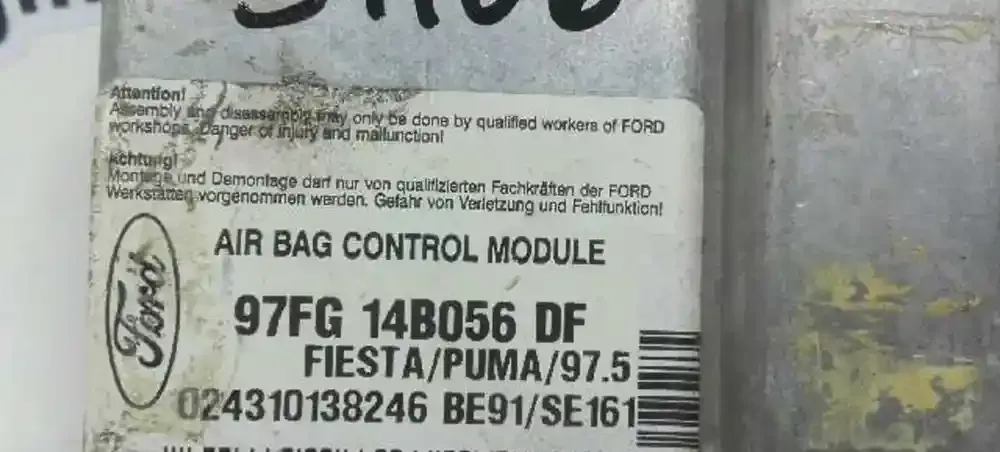 Attention!
Assembly and disassembly may only be done by qualified workers of FORD
workshops. Danger of injury and malfunction!
Achtung!
Montage und Demontage darf nur von qualifizierten Fachkräften der FORD
Werkstätten vorgenommen werden. Gefahr von Verletzung und Fehlfunktion!
Ford
AIR BAG CONTROL MODULE
97FG 14B056 DF
FIESTA/PUMA/97.5
024310138246 BE91/SE161